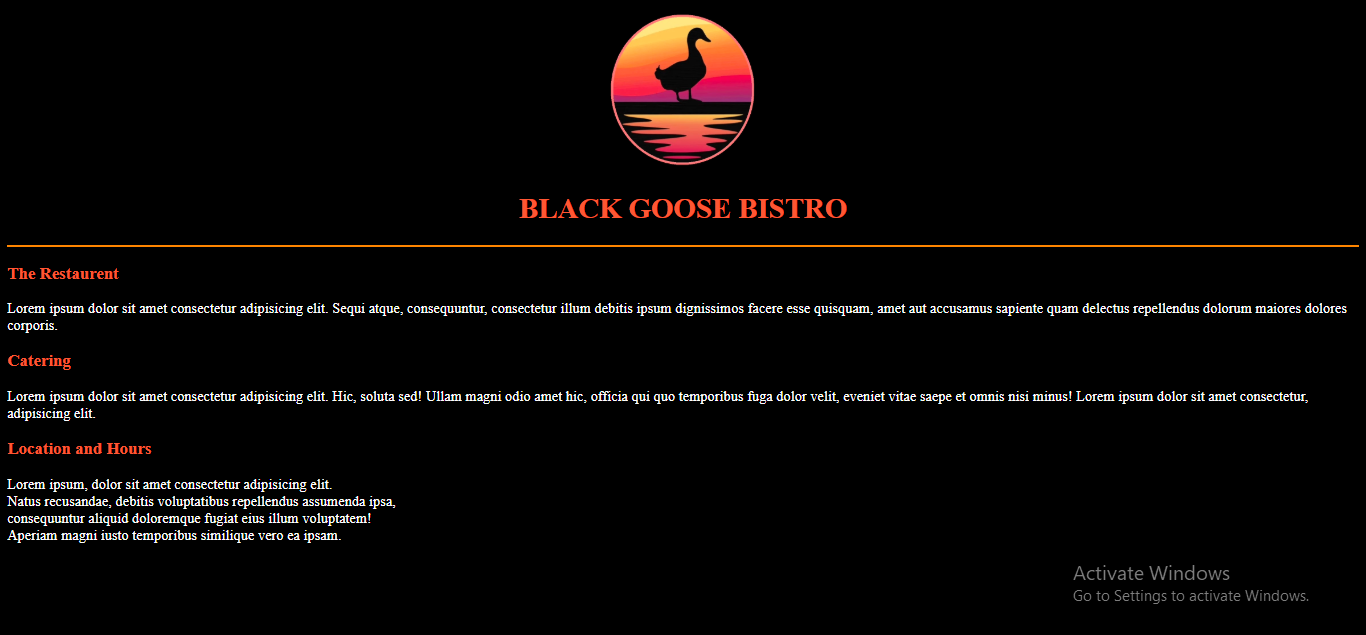 BLACK GOOSE BISTRO
The Restaurent
Lorem ipsum dolor sit amet consectetur adipisicing elit. Sequi atque, consequuntur, consectetur illum debitis ipsum dignissimos facere esse quisquam, amet aut accusamus sapiente quam delectus repellendus dolorum maiores dolores
corporis.
Catering
Lorem ipsum dolor sit amet consectetur adipisicing elit. Hic, soluta sed! Ullam magni odio amet hic, officia qui quo temporibus fuga dolor velit, eveniet vitae saepe et omnis nisi minus! Lorem ipsum dolor sit amet consectetur,
adipisicing elit.
Location and Hours
Lorem ipsum, dolor sit amet consectetur adipisicing elit.
Natus recusandae, debitis voluptatibus repellendus assumenda ipsa,
consequuntur aliquid doloremque fugiat eius illum voluptatem!
Aperiam magni iusto temporibus similique vero ea ipsam.
Activate Windows
Go to Settings to activate Windows.